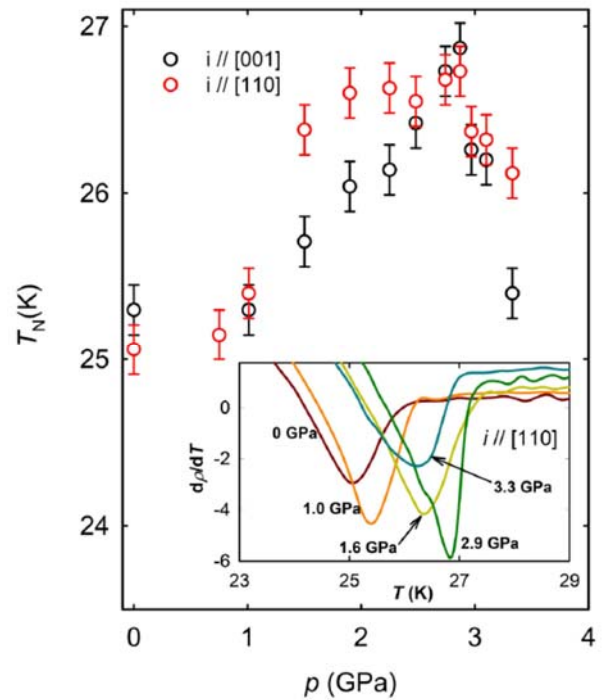 27
i // [001]
i // [110]
26
T_N(K)
25
0
dρ/dT
0 GPa
i // [110]
-2
3.3 GPa
-4
1.0 GPa
1.6 GPa
2.9 GPa
-6
23 25 27 29
T (K)
24
0 1 2 3 4
p (GPa)